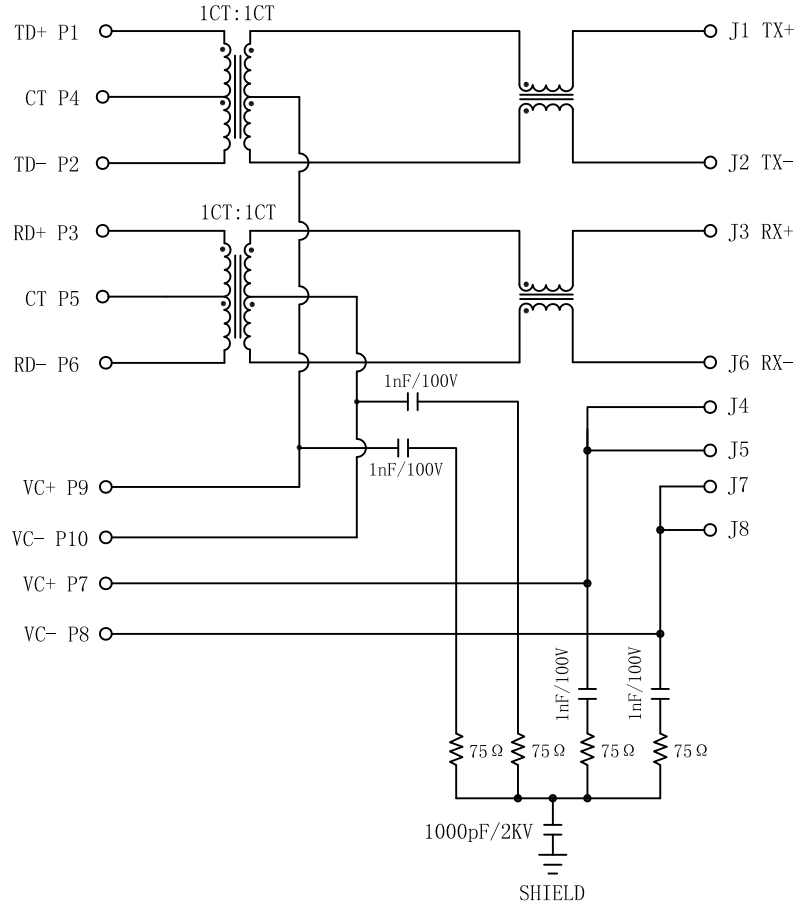 1CT:1CT
TD+ P1
J1 TX+
CT P4
TD- P2
J2 TX-
1CT:1CT
RD+ P3
J3 RX+
CT P5
RD- P6
J6 RX-
1nF/100V
J4
J5
1nF/100V
VC+ P9
J7
J8
VC- P10
VC+ P7
VC- P8
1nF/100V
1nF/100V
75Ω
75Ω
75Ω
75Ω
1000pF/2KV
SHIELD